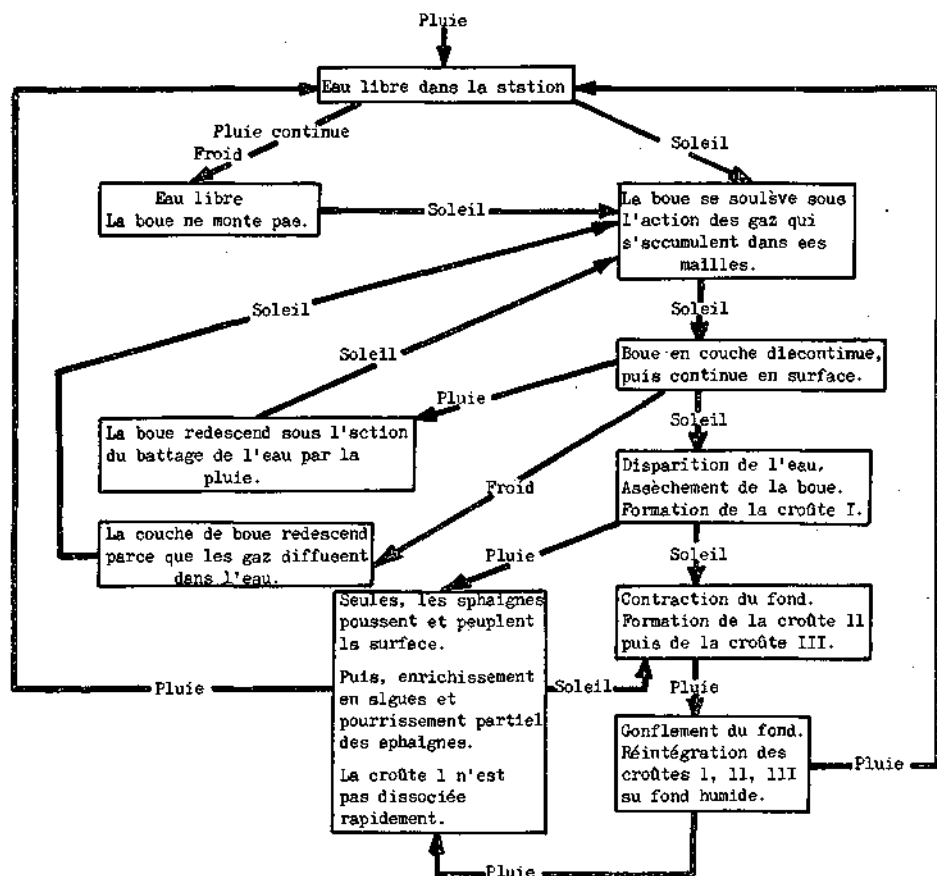 Pluie
Eau libre dans la station
Pluie continue
Froid
Soleil
Eau libre
La boue ne monte pas.
Soleil
La boue se soulève sous
l'action des gaz qui
s'accumulent dans ses
mailles.
Soleil
Soleil
Soleil
Boue en couche discontinue,
puis continue en surface.
Pluie
Soleil
La boue redescend sous l'action
du battage de l'eau par la
pluie.
Froid
Disparition de l'eau.
Assèchement de la boue.
Formation de la croûte I.
La couche de boue redescend
parce que les gaz diffusent
dans l'eau.
Pluie
Soleil
Seules, les sphaignes
poussent et peuplent
la surface.
Puis, enrichissement
en algues et
pourrissement partiel
des sphaignes.
La croûte I n'est
pas dissociée
rapidement.
Contraction du fond.
Formation de la croûte II
puis de la croûte III.
Pluie
Soleil
Pluie
Gonflement du fond.
Réintégration des
croûtes I, II, III
au fond humide.
Pluie
Pluie